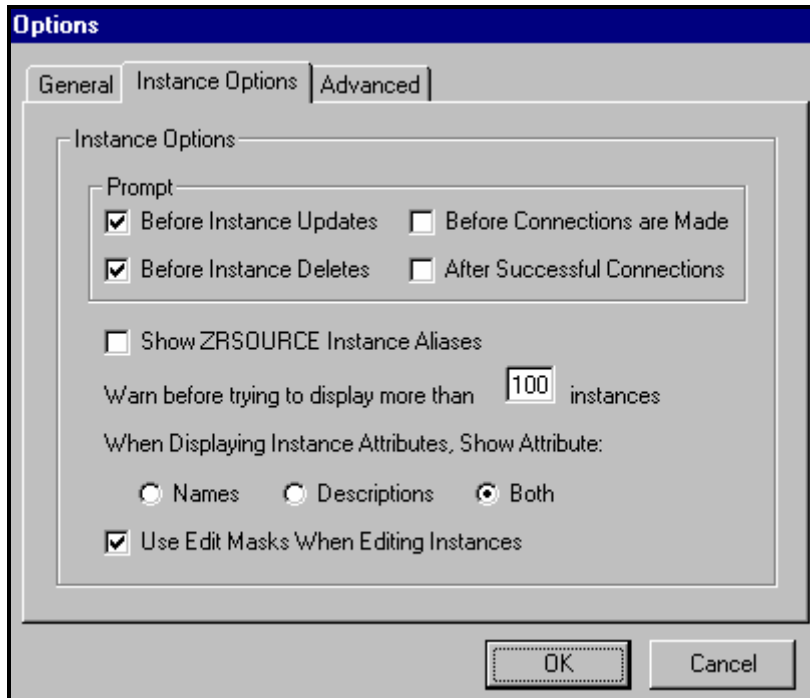 Options
General Instance Options Advanced
Instance Options
Prompt
Before Instance Updates Before Connections are Made
Before Instance Deletes After Successful Connections
Show ZRSOURCE Instance Aliases
Warn before trying to display more than 100 instances
When Displaying Instance Attributes, Show Attribute:
Names Descriptions Both
Use Edit Masks When Editing Instances
OK Cancel